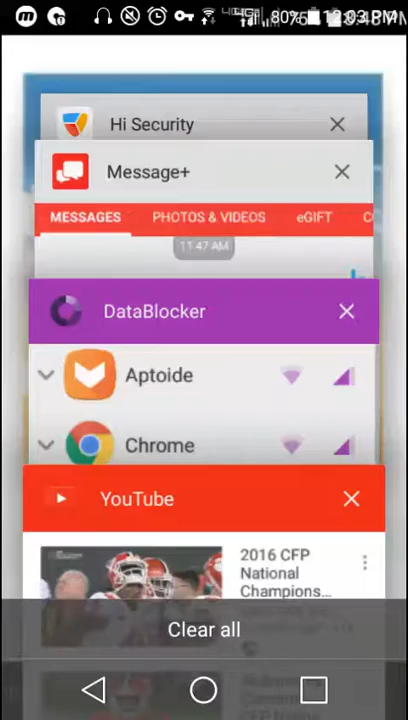 80%
Hi Security
Message+
MESSAGES PHOTOS & VIDEOS eGIFT
11:47 AM
DataBlocker
Aptoide
Chrome
YouTube
2016 CFP
National
Champions...
Clear all